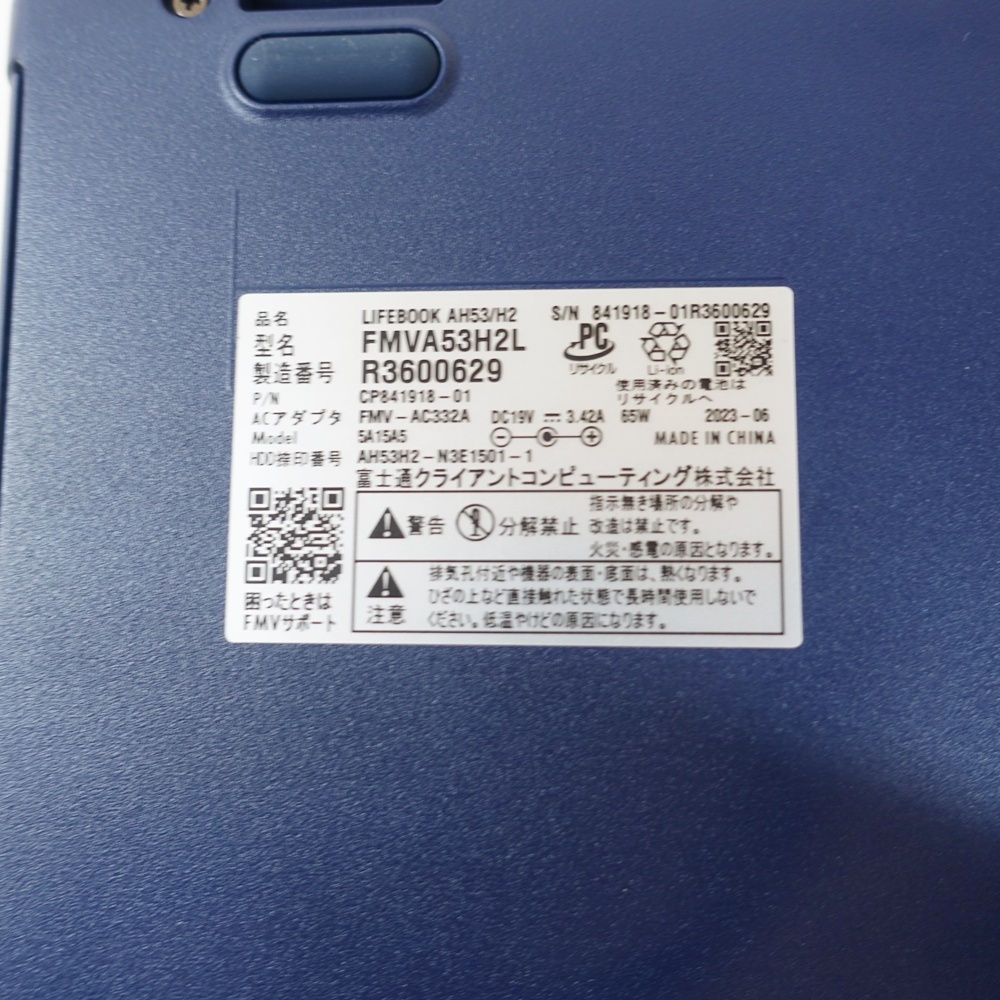 品名 LIFEBOOK AH53/H2 S/N 841918-01R3600629
型名 FMVA53H2L
製造番号 R3600629
PC
リサイクル
Li-ion
使用済みの電池は
リサイクルへ
P/N CP841918-01
ACアダプタ FMV-AC332A DC19V 3.42A 65W 2023-06
Model 5A15A5 MADE IN CHINA
HDD捺印番号 AH53H2-N3E1501-1
富士通クライアントコンピューティング株式会社
警告 分解禁止
指示無き場所の分解や
改造は禁止です。
火災・感電の原因となります。
注意
排気孔付近や機器の表面・底面は、熱くなります。
ひざの上など直接触れた状態で長時間使用しないで
ください。低温やけどの原因になります。
困ったときは
FMVサポート